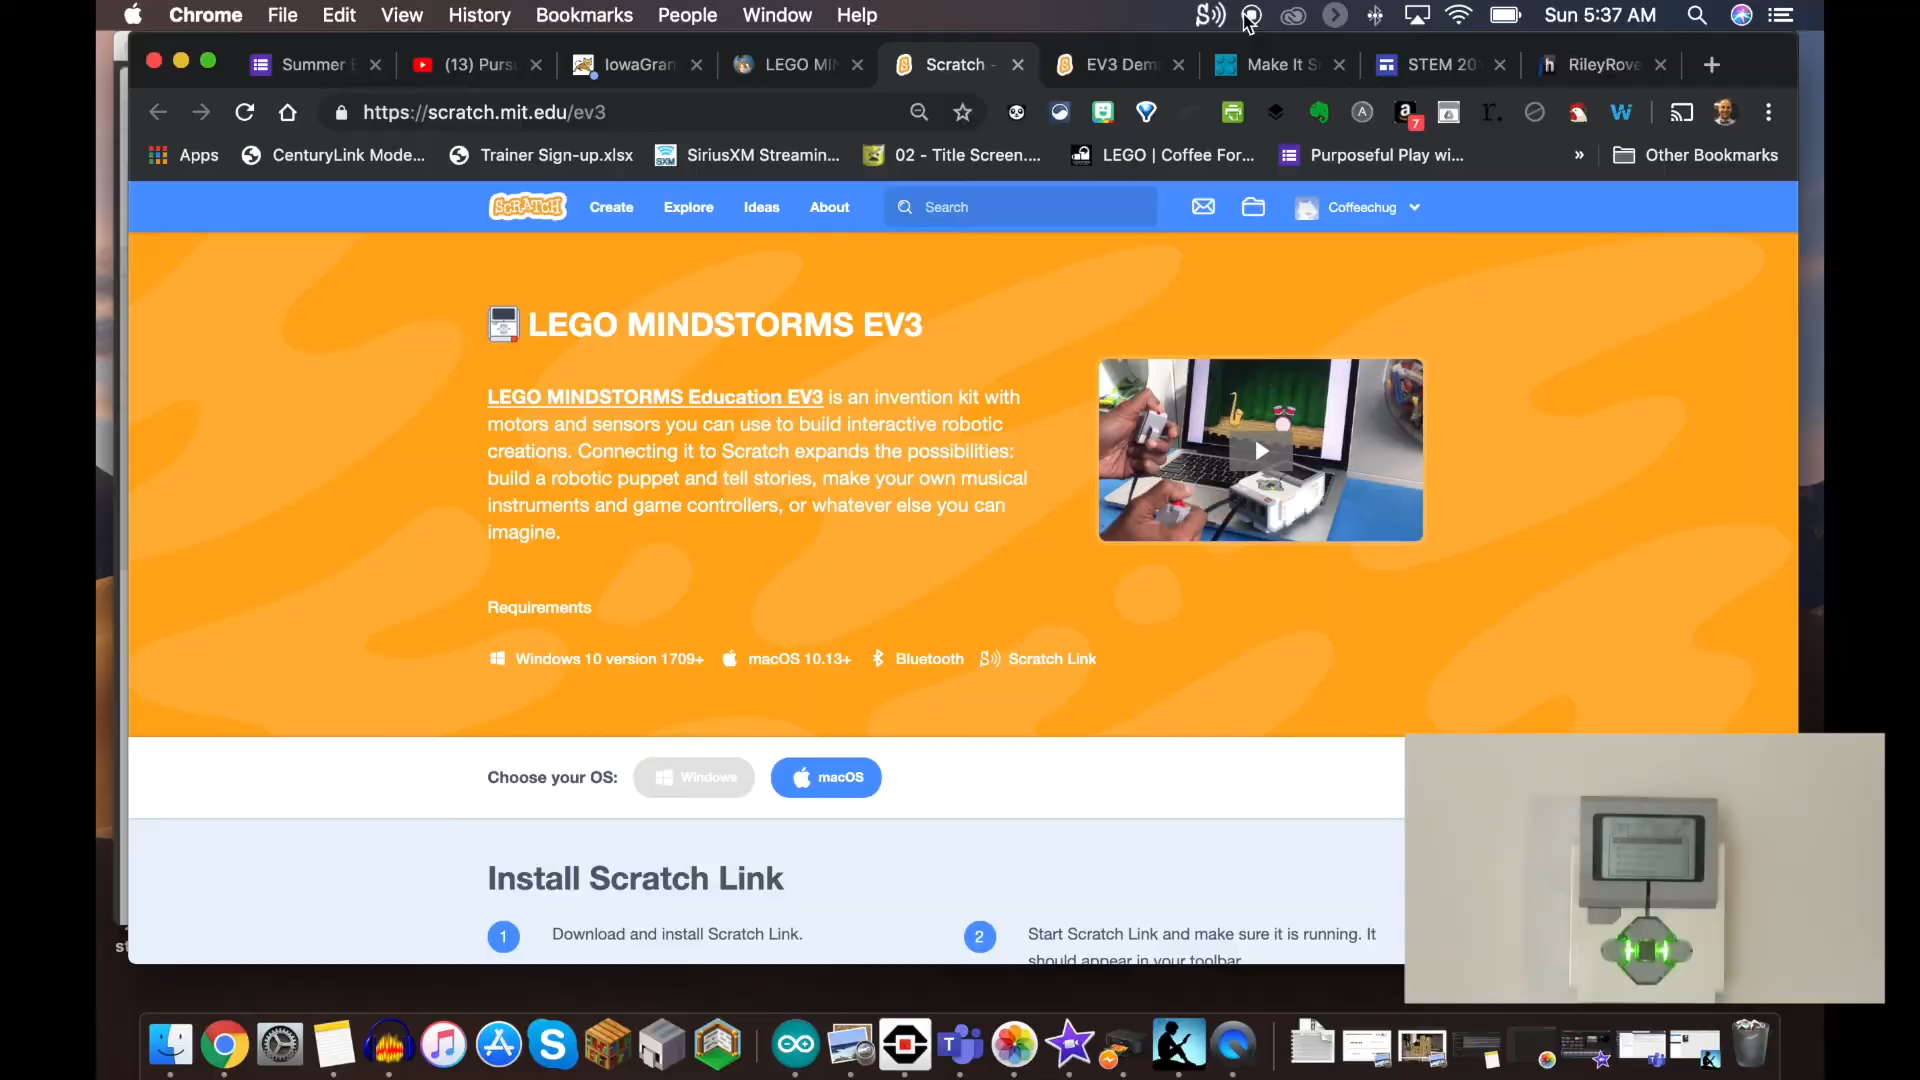 Chrome File Edit View History Bookmarks People Window Help Sun 5:37 AM
Summer (13) Purs IowaGran LEGO MIN Scratch - EV3 Dem Make It S STEM 20 RileyRove
https://scratch.mit.edu/ev3 7
Apps CenturyLink Mode... Trainer Sign-up.xlsx SiriusXM Streamin... 02 - Title Screen.... LEGO | Coffee For... Purposeful Play wi... » Other Bookmarks
SCRATCH Create Explore Ideas About Search Coffeechug
LEGO MINDSTORMS EV3
LEGO MINDSTORMS Education EV3 is an invention kit with
motors and sensors you can use to build interactive robotic
creations. Connecting it to Scratch expands the possibilities:
build a robotic puppet and tell stories, make your own musical
instruments and game controllers, or whatever else you can
imagine.
Requirements
Windows 10 version 1709+ macOS 10.13+ Bluetooth Scratch Link
Choose your OS: Windows macOS
Install Scratch Link
1 Download and install Scratch Link.
2 Start Scratch Link and make sure it is running. It
should appear in your toolbar.